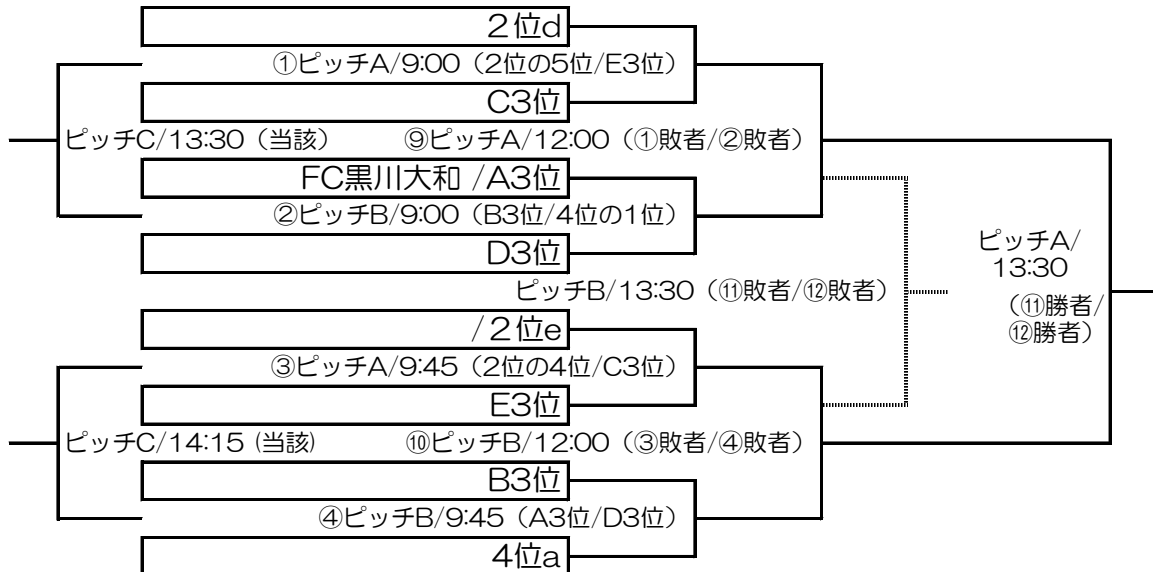 ２位d
①ピッチA/9:00（2位の5位/E3位）
C3位
ピッチC/13:30（当該）
⑨ピッチA/12:00（①敗者/②敗者）
FC黒川大和 /A3位
②ピッチB/9:00（B3位/4位の1位）
D3位
ピッチA/
13:30
（⑪勝者/
⑫勝者）
ピッチB/13:30（⑪敗者/⑫敗者）
/２位e
③ピッチA/9:45（2位の4位/C3位）
E3位
ピッチC/14:15 (当該)
⑩ピッチB/12:00（③敗者/④敗者）
B3位
④ピッチB/9:45（A3位/D3位）
4位a